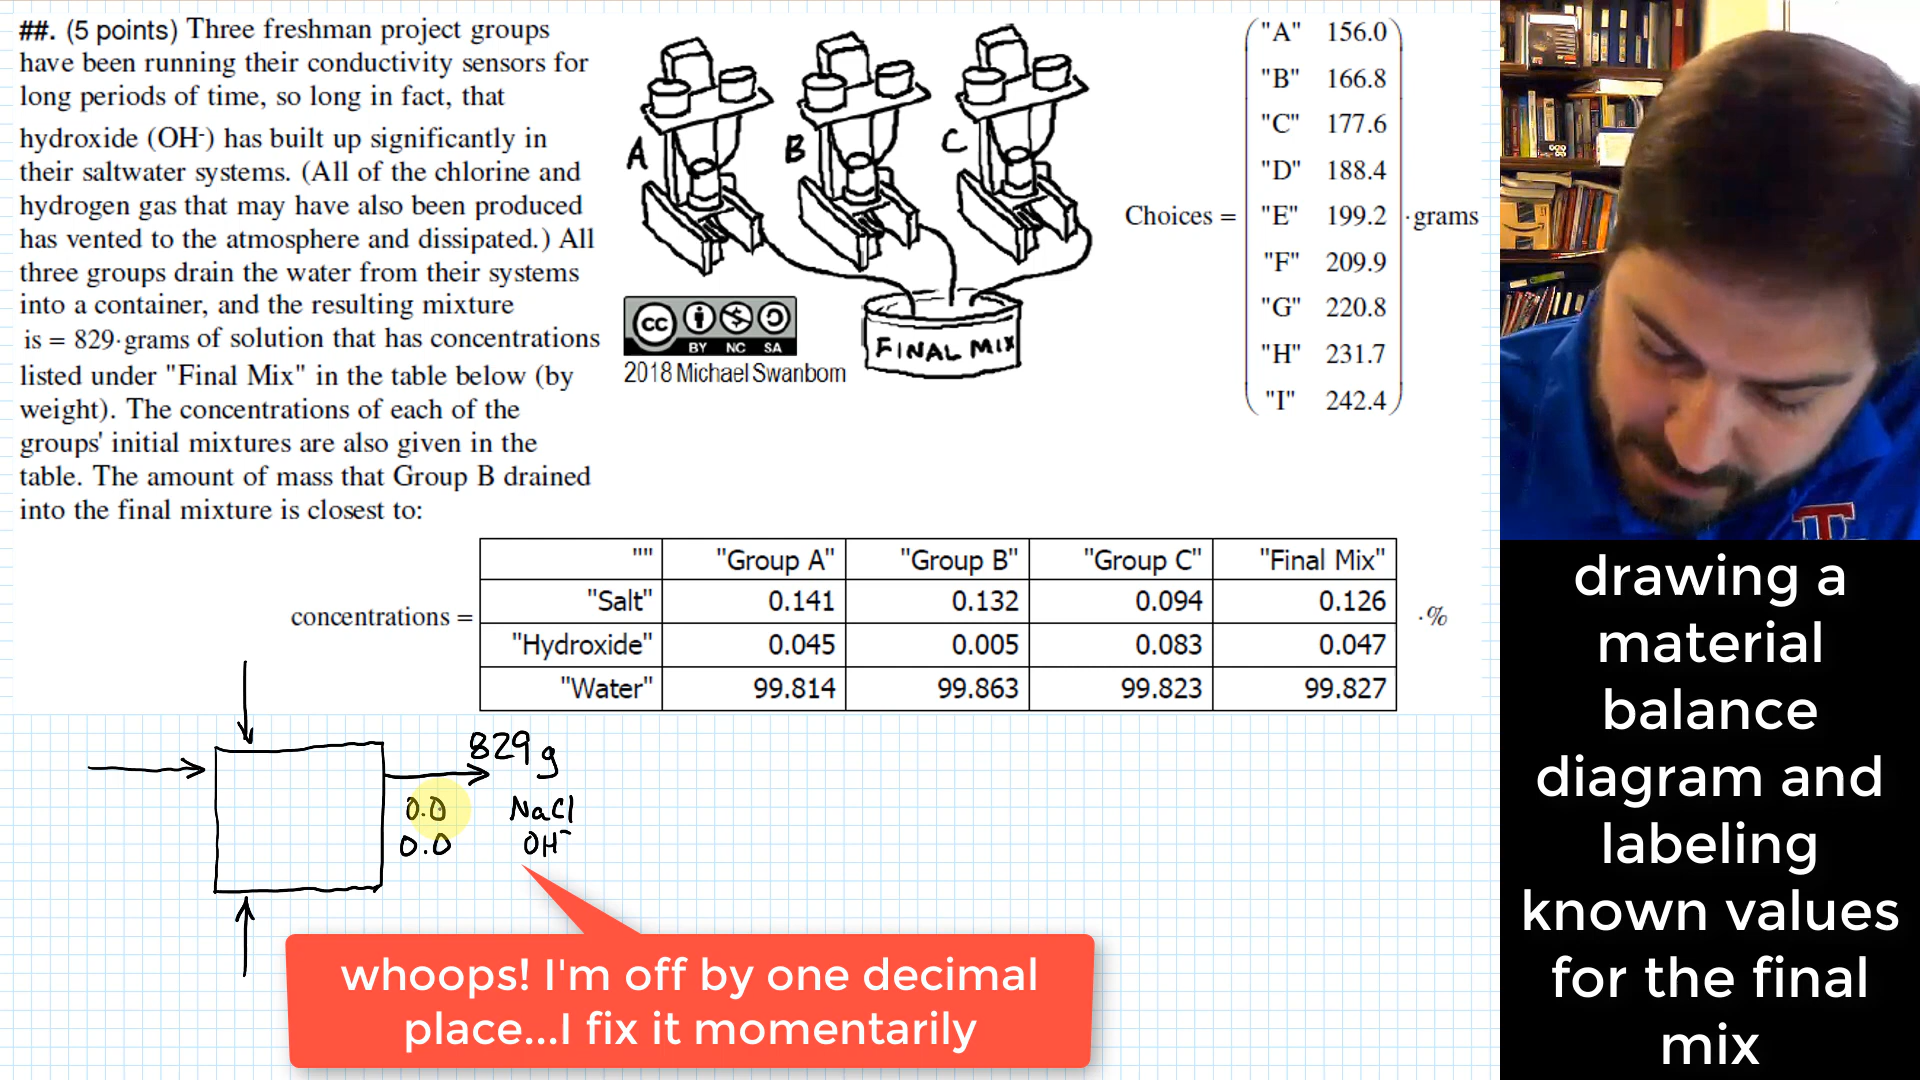 ##. (5 points) Three freshman project groups
have been running their conductivity sensors for
long periods of time, so long in fact, that
hydroxide (OH-) has built up significantly in
their saltwater systems. (All of the chlorine and
hydrogen gas that may have also been produced
has vented to the atmosphere and dissipated.) All
three groups drain the water from their systems
into a container, and the resulting mixture
is = 829·grams of solution that has concentrations
listed under "Final Mix" in the table below (by
weight). The concentrations of each of the
groups' initial mixtures are also given in the
table. The amount of mass that Group B drained
into the final mixture is closest to:
A B C
FINAL MIX
cc BY NC SA
2018 Michael Swanbom
Choices =
"A" 156.0
"B" 166.8
"C" 177.6
"D" 188.4
"E" 199.2
"F" 209.9
"G" 220.8
"H" 231.7
"I" 242.4
·grams
concentrations =
"" "Group A" "Group B" "Group C" "Final Mix"
"Salt" 0.141 0.132 0.094 0.126
"Hydroxide" 0.045 0.005 0.083 0.047
"Water" 99.814 99.863 99.823 99.827
·%
829 g
0.0 NaCl
0.0 OH-
whoops! I'm off by one decimal
place...I fix it momentarily
drawing a
material
balance
diagram and
labeling
known values
for the final
mix